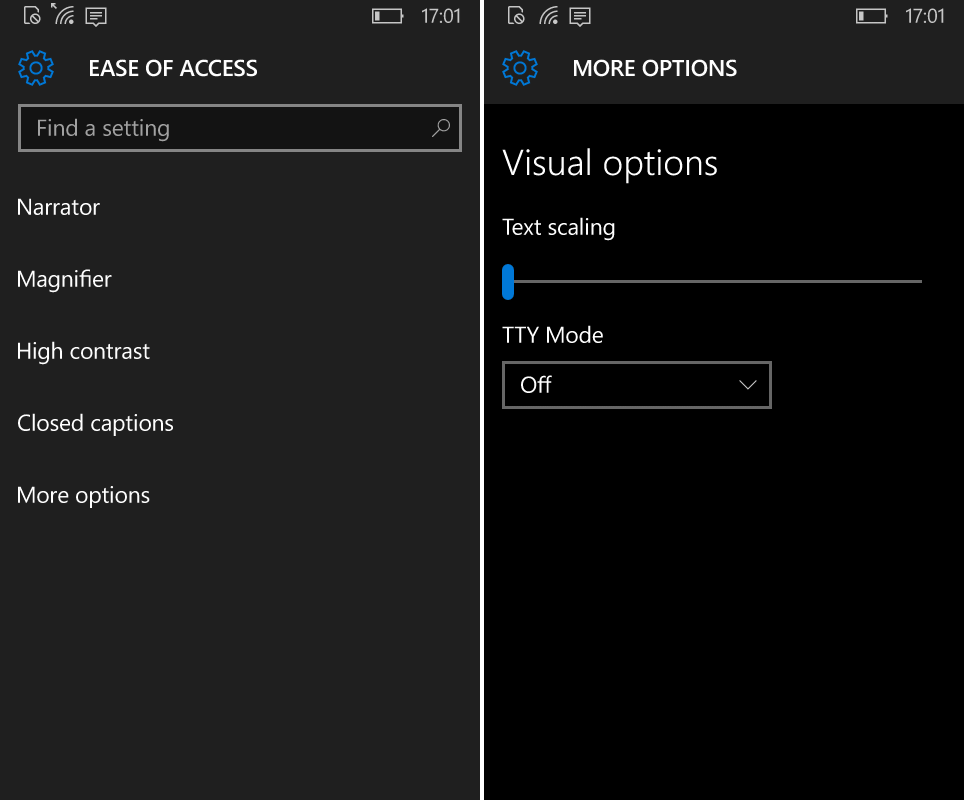 17:01
EASE OF ACCESS
Find a setting
Narrator
Magnifier
High contrast
Closed captions
More options
17:01
MORE OPTIONS
Visual options
Text scaling
TTY Mode
Off